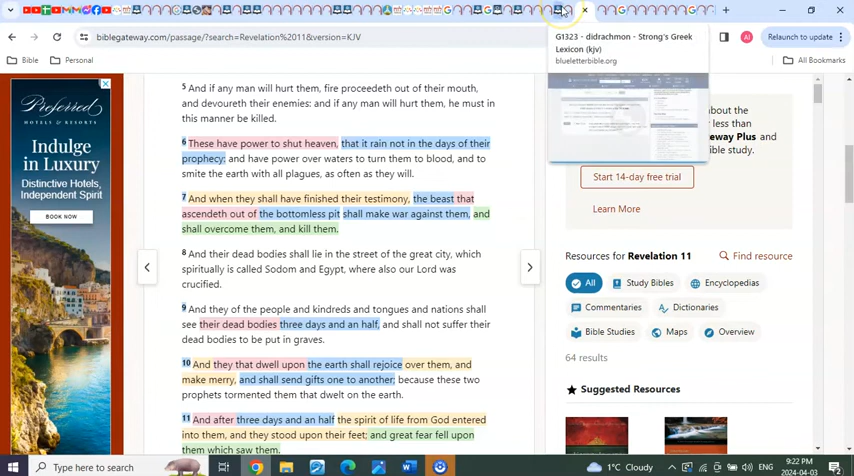 G1323 - didrachmon - Strong's Greek
Lexicon (kjv)
blueletterbible.org
biblegateway.com/passage/?search=Revelation%2011&version=KJV
AI
Relaunch to update
Bible
Personal
All Bookmarks
Preferred
HOTELS & RESORTS
Indulge
in Luxury
Distinctive Hotels,
Independent Spirit
BOOK NOW
5 And if any man will hurt them, fire proceedeth out of their mouth,
and devoureth their enemies: and if any man will hurt them, he must in
this manner be killed.
6 These have power to shut heaven, that it rain not in the days of their
prophecy: and have power over waters to turn them to blood, and to
smite the earth with all plagues, as often as they will.
7 And when they shall have finished their testimony, the beast that
ascendeth out of the bottomless pit shall make war against them, and
shall overcome them, and kill them.
8 And their dead bodies shall lie in the street of the great city, which
spiritually is called Sodom and Egypt, where also our Lord was
crucified.
9 And they of the people and kindreds and tongues and nations shall
see their dead bodies three days and an half, and shall not suffer their
dead bodies to be put in graves.
10 And they that dwell upon the earth shall rejoice over them, and
make merry, and shall send gifts one to another; because these two
prophets tormented them that dwelt on the earth.
11 And after three days and an half the spirit of life from God entered
into them, and they stood upon their feet; and great fear fell upon
them which saw them.
about the
less than
eway Plus and
ble study.
Start 14-day free trial
Learn More
Resources for Revelation 11
Find resource
All
Study Bibles
Encyclopedias
Commentaries
Dictionaries
Bible Studies
Maps
Overview
64 results
Suggested Resources
Type here to search
1°C Cloudy
ENG
9:22 PM
2024-04-03